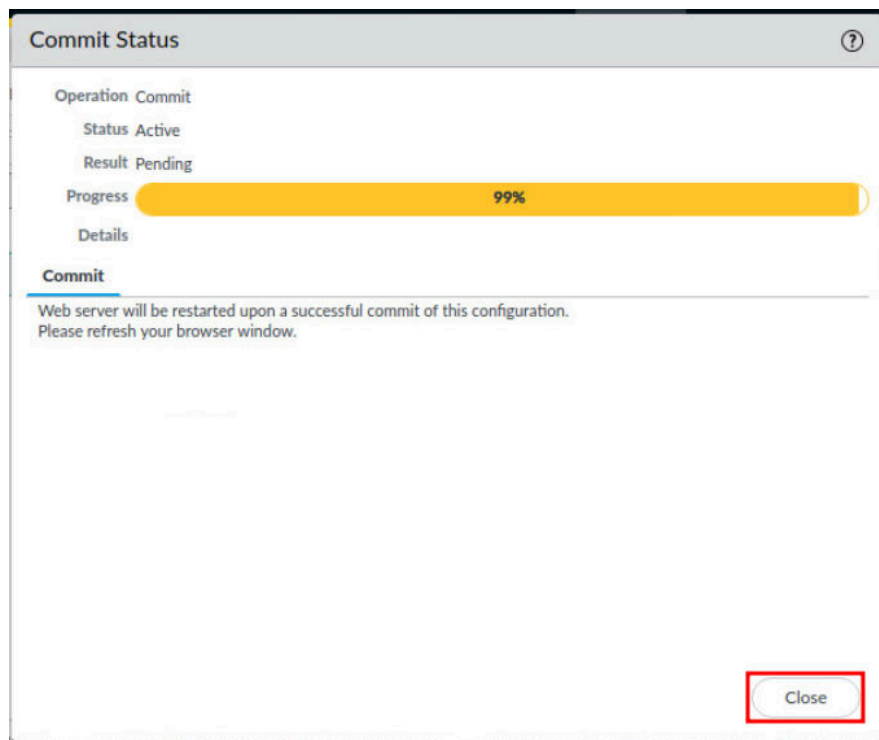 Commit Status
?
Operation Commit
Status Active
Result Pending
Progress 99%
Details
Commit
Web server will be restarted upon a successful commit of this configuration.
Please refresh your browser window.
Close